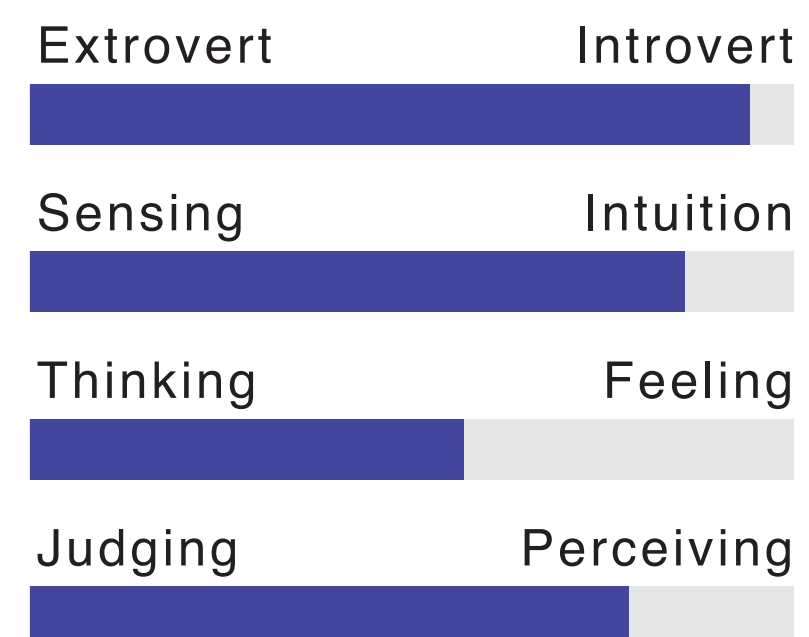 Extrovert Introvert
Sensing Intuition
Thinking Feeling
Judging Perceiving